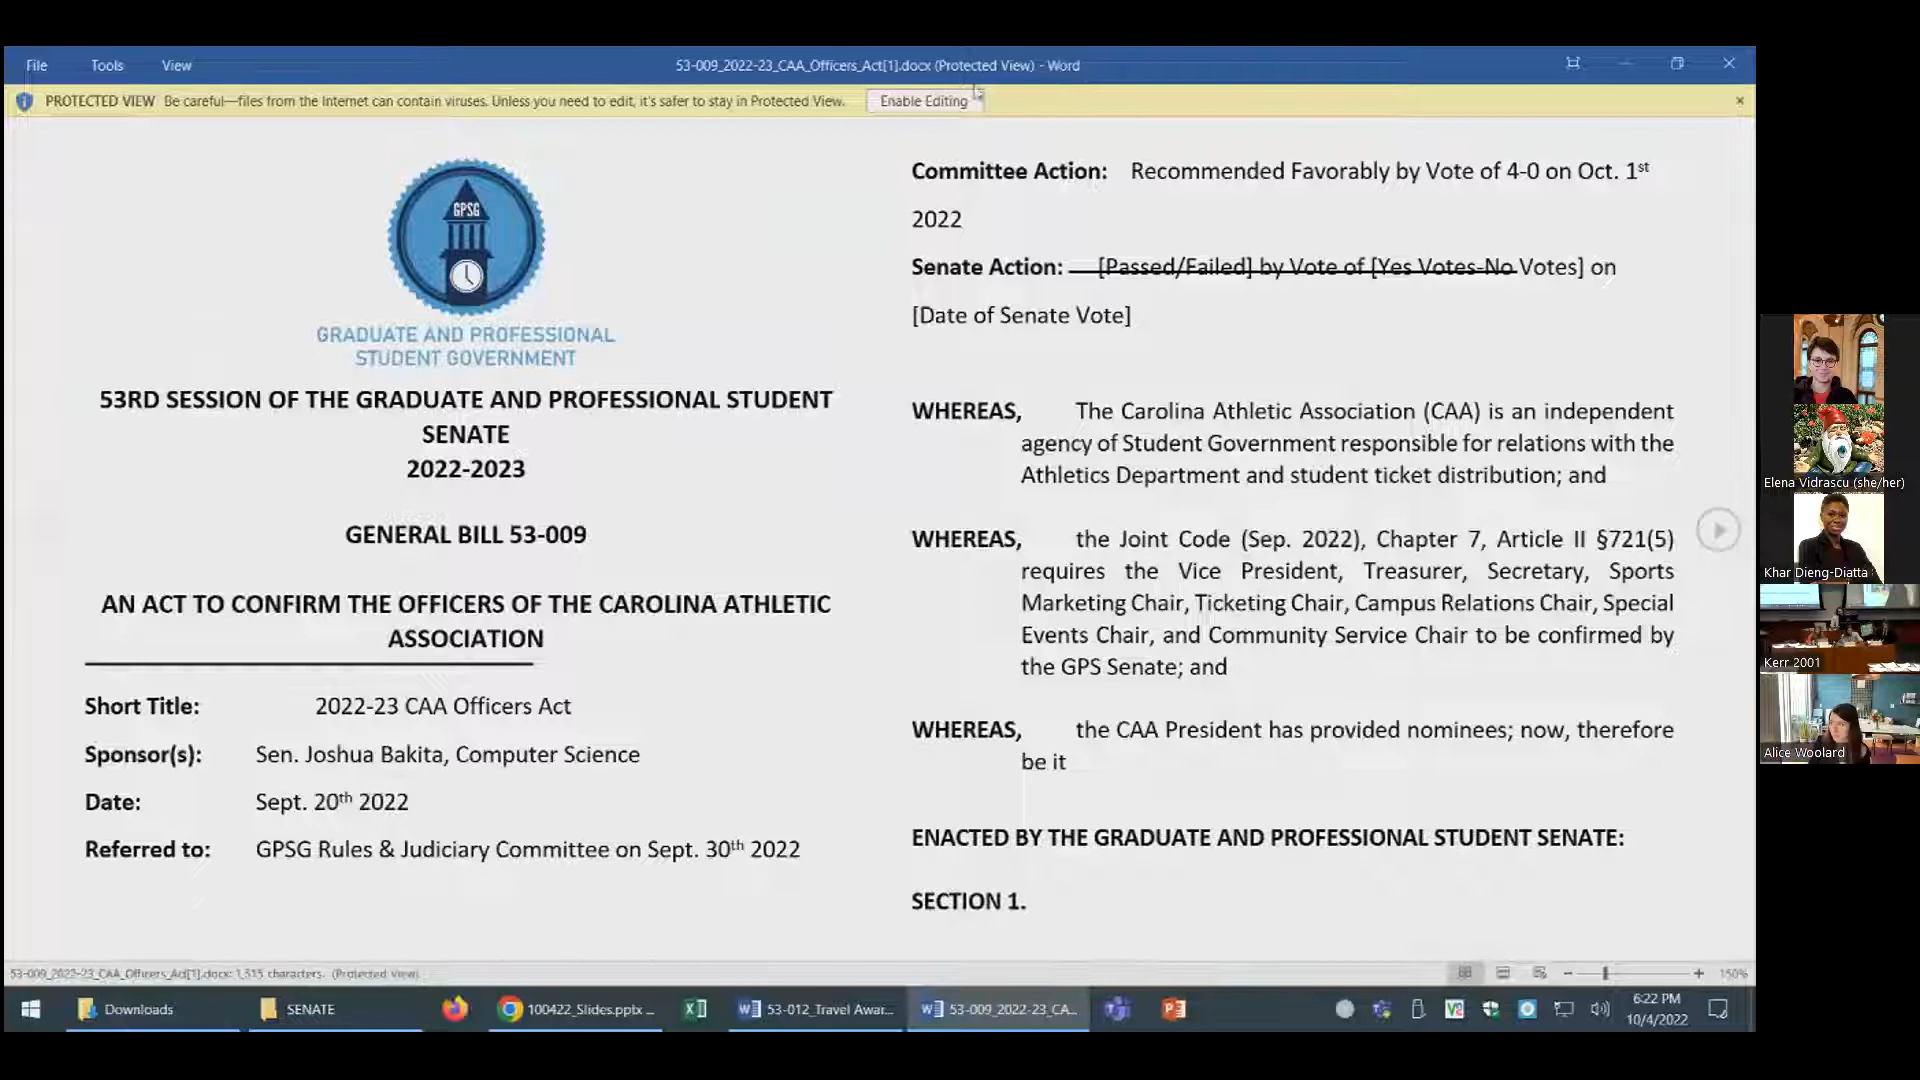 File Tools View 53-009_2022-23_CAA_Officers_Act[1].docx (Protected View) - Word
PROTECTED VIEW Be careful—files from the Internet can contain viruses. Unless you need to edit, it's safer to stay in Protected View. Enable Editing
GPSG
GRADUATE AND PROFESSIONAL
STUDENT GOVERNMENT
53RD SESSION OF THE GRADUATE AND PROFESSIONAL STUDENT
SENATE
2022-2023
GENERAL BILL 53-009
AN ACT TO CONFIRM THE OFFICERS OF THE CAROLINA ATHLETIC
ASSOCIATION
Short Title: 2022-23 CAA Officers Act
Sponsor(s): Sen. Joshua Bakita, Computer Science
Date: Sept. 20th 2022
Referred to: GPSG Rules & Judiciary Committee on Sept. 30th 2022
Committee Action: Recommended Favorably by Vote of 4-0 on Oct. 1st
2022
Senate Action: [Passed/Failed] by Vote of [Yes Votes-No Votes] on
[Date of Senate Vote]
WHEREAS, The Carolina Athletic Association (CAA) is an independent
agency of Student Government responsible for relations with the
Athletics Department and student ticket distribution; and
WHEREAS, the Joint Code (Sep. 2022), Chapter 7, Article II §721(5)
requires the Vice President, Treasurer, Secretary, Sports
Marketing Chair, Ticketing Chair, Campus Relations Chair, Special
Events Chair, and Community Service Chair to be confirmed by
the GPS Senate; and
WHEREAS, the CAA President has provided nominees; now, therefore
be it
ENACTED BY THE GRADUATE AND PROFESSIONAL STUDENT SENATE:
SECTION 1.
53-009_2022-23_CAA_Officers_Act[1].docx: 1,515 characters. (Protected View)
150%
Downloads SENATE 100422_Slides.pptx ... 53-012_Travel Awar... 53-009_2022-23_CA...
6:22 PM
10/4/2022
Elena Vidrascu (she/her)
Khar Dieng-Diatta
Kerr 2001
Alice Woolard